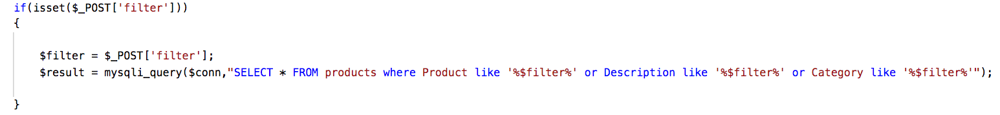 if(isset($_POST['filter']))
{
$filter = $_POST['filter'];
$result = mysqli_query($conn,"SELECT * FROM products where Product like '%$filter%' or Description like '%$filter%' or Category like '%$filter%'");
}